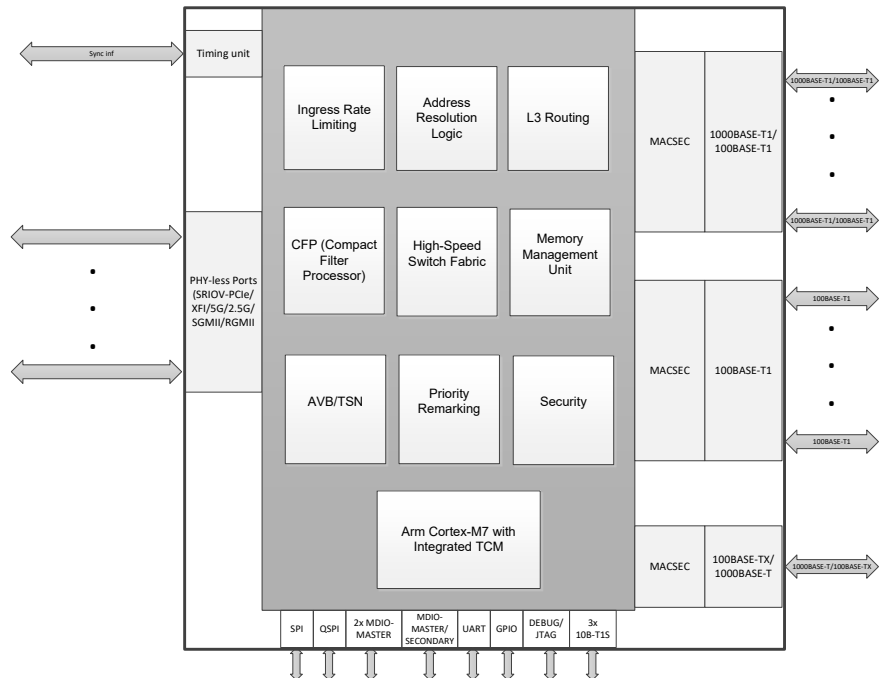 Sync inf
Timing unit
Ingress Rate
Limiting
Address
Resolution
Logic
L3 Routing
MACSEC
1000BASE-T1/
100BASE-T1
1000BASE-T1/100BASE-T1
1000BASE-T1/100BASE-T1
PHY-less Ports
(SRIOV-PCIe/
XFI/5G/2.5G/
SGMII/RGMII
CFP (Compact
Filter
Processor)
High-Speed
Switch Fabric
Memory
Management
Unit
MACSEC
100BASE-T1
100BASE-T1
100BASE-T1
AVB/TSN
Priority
Remarking
Security
Arm Cortex-M7 with
Integrated TCM
MACSEC
100BASE-TX/
1000BASE-T
1000BASE-T/100BASE-TX
SPI
QSPI
2x MDIO-
MASTER
MDIO-
MASTER/
SECONDARY
UART
GPIO
DEBUG/
JTAG
3x
10B-T1S